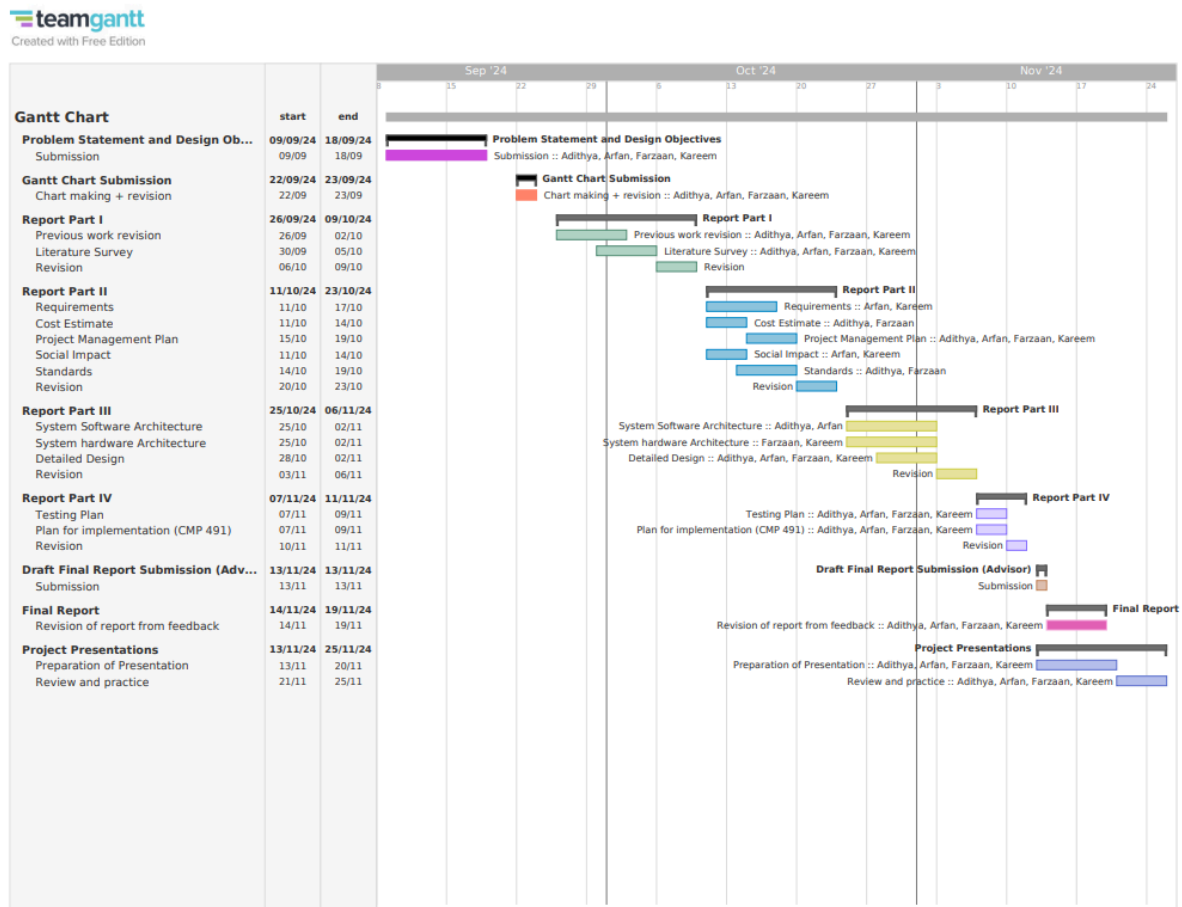 teamgantt
Created with Free Edition
Sep '24 Oct '24 Nov '24
8 15 22 29 6 13 20 27 3 10 17 24
Gantt Chart start end
Problem Statement and Design Ob... 09/09/24 18/09/24 Problem Statement and Design Objectives
Submission 09/09 18/09 Submission :: Adithya, Arfan, Farzaan, Kareem
Gantt Chart Submission 22/09/24 23/09/24 Gantt Chart Submission
Chart making + revision 22/09 23/09 Chart making + revision :: Adithya, Arfan, Farzaan, Kareem
Report Part I 26/09/24 09/10/24 Report Part I
Previous work revision 26/09 02/10 Previous work revision :: Adithya, Arfan, Farzaan, Kareem
Literature Survey 30/09 05/10 Literature Survey :: Adithya, Arfan, Farzaan, Kareem
Revision 06/10 09/10 Revision
Report Part II 11/10/24 23/10/24 Report Part II
Requirements 11/10 17/10 Requirements :: Arfan, Kareem
Cost Estimate 11/10 14/10 Cost Estimate :: Adithya, Farzaan
Project Management Plan 15/10 19/10 Project Management Plan :: Adithya, Arfan, Farzaan, Kareem
Social Impact 11/10 14/10 Social Impact :: Arfan, Kareem
Standards 14/10 19/10 Standards :: Adithya, Farzaan
Revision 20/10 23/10 Revision
Report Part III 25/10/24 06/11/24 Report Part III
System Software Architecture 25/10 02/11 System Software Architecture :: Adithya, Arfan
System hardware Architecture 25/10 02/11 System hardware Architecture :: Farzaan, Kareem
Detailed Design 28/10 02/11 Detailed Design :: Adithya, Arfan, Farzaan, Kareem
Revision 03/11 06/11 Revision
Report Part IV 07/11/24 11/11/24 Report Part IV
Testing Plan 07/11 09/11 Testing Plan :: Adithya, Arfan, Farzaan, Kareem
Plan for implementation (CMP 491) 07/11 09/11 Plan for implementation (CMP 491) :: Adithya, Arfan, Farzaan, Kareem
Revision 10/11 11/11 Revision
Draft Final Report Submission (Adv... 13/11/24 13/11/24 Draft Final Report Submission (Advisor)
Submission 13/11 13/11 Submission
Final Report 14/11/24 19/11/24 Final Report
Revision of report from feedback 14/11 19/11 Revision of report from feedback :: Adithya, Arfan, Farzaan, Kareem
Project Presentations 13/11/24 25/11/24 Project Presentations
Preparation of Presentation 13/11 20/11 Preparation of Presentation :: Adithya, Arfan, Farzaan, Kareem
Review and practice 21/11 25/11 Review and practice :: Adithya, Arfan, Farzaan, Kareem